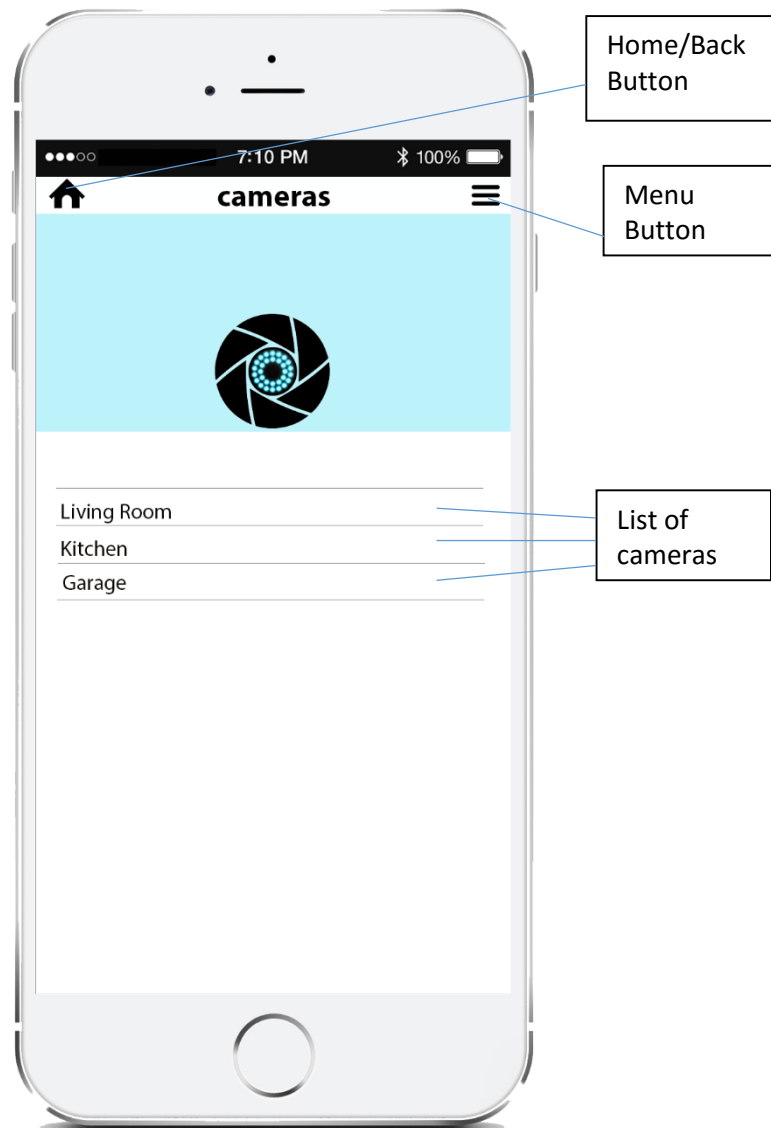 Home/Back
Button
7:10 PM
100%
cameras
Menu
Button
Living Room
Kitchen
Garage
List of
cameras